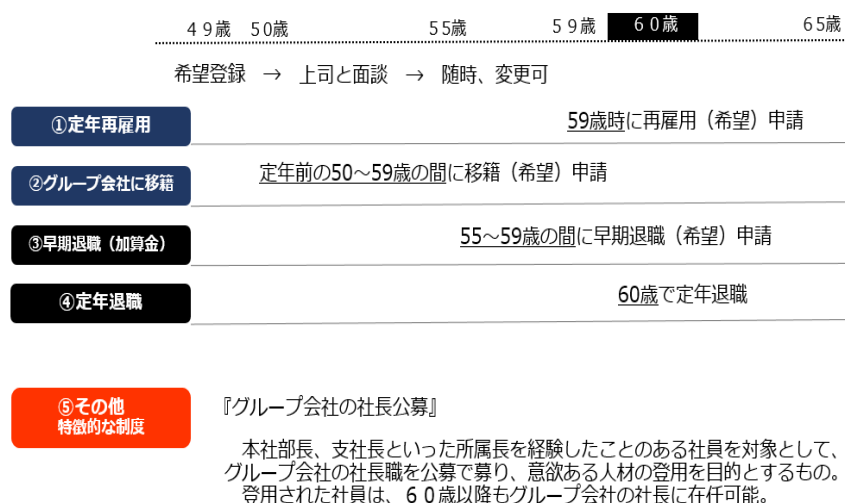 ４９歳 ５０歳 ５５歳 ５９歳 ６０歳 ６５歳
希望登録 → 上司と面談 → 随時、変更可
①定年再雇用 59歳時に再雇用（希望）申請
②グループ会社に移籍 定年前の50～59歳の間に移籍（希望）申請
③早期退職（加算金） 55～59歳の間に早期退職（希望）申請
④定年退職 60歳で定年退職
⑤その他
特徴的な制度
『グループ会社の社長公募』
本社部長、支社長といった所属長を経験したことのある社員を対象として、
グループ会社の社長職を公募で募り、意欲ある人材の登用を目的とするもの。
登用された社員は、６０歳以降もグループ会社の社長に在任可能。